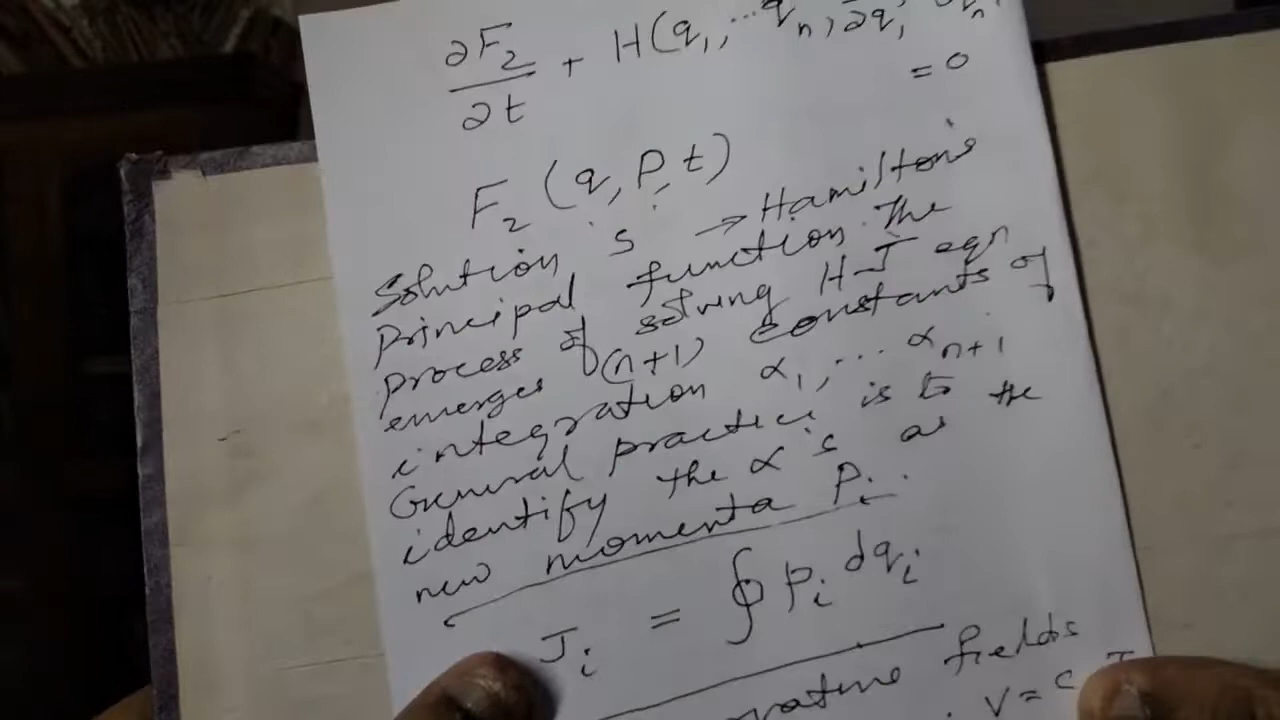 ∂F₂/∂t + H(q₁, ... qₙ, ∂q₁
= 0
F₂ (q, P, t)
Solution S → Hamilton's
principal function. The
process of solving H-J eqn
emerges (n+1) constants of
integration α₁, ... αₙ₊₁
General practice is to
identify the α's as the
new momenta Pᵢ.
Jᵢ = ∮ pᵢ dqᵢ
fields
V = c